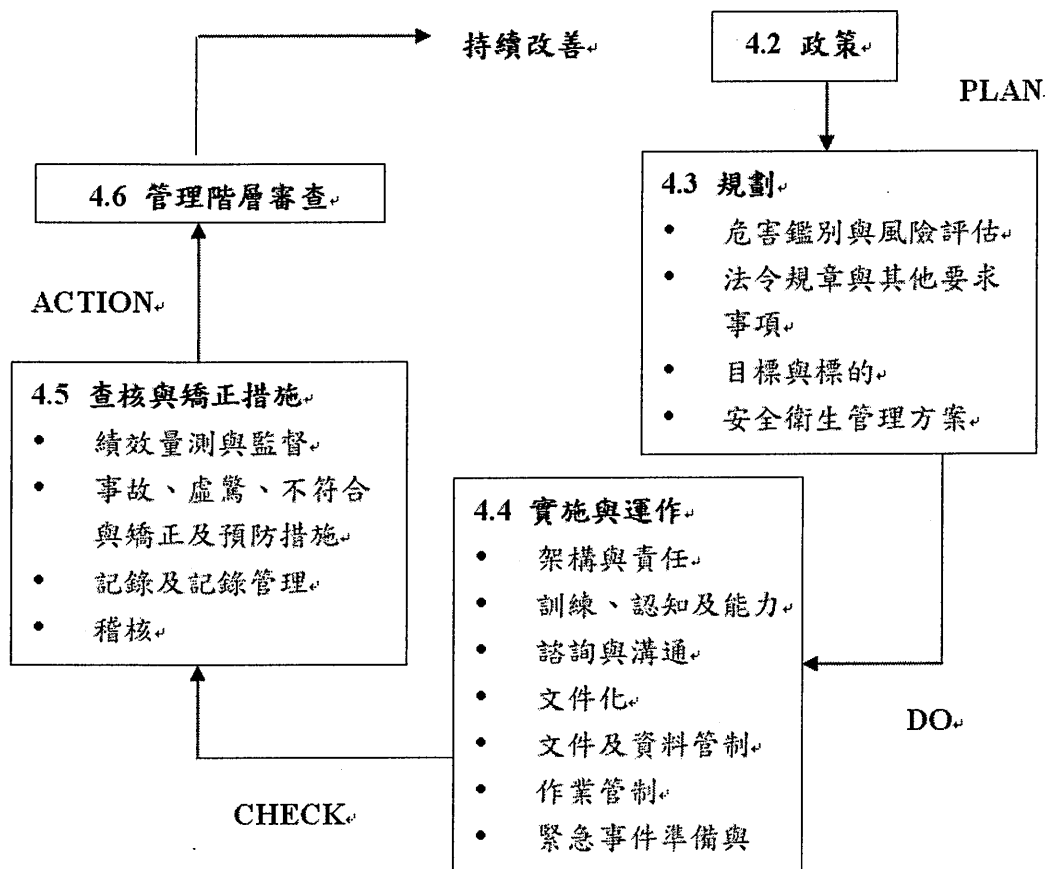 持續改善
4.2 政策
PLAN
4.6 管理階層審查
4.3 規劃
• 危害鑑別與風險評估
• 法令規章與其他要求
事項
• 目標與標的
• 安全衛生管理方案
ACTION
4.5 查核與矯正措施
• 績效量測與監督
• 事故、虛驚、不符合
與矯正及預防措施
• 記錄及記錄管理
• 稽核
4.4 實施與運作
• 架構與責任
• 訓練、認知及能力
• 諮詢與溝通
• 文件化
• 文件及資料管制
• 作業管制
• 緊急事件準備與
DO
CHECK